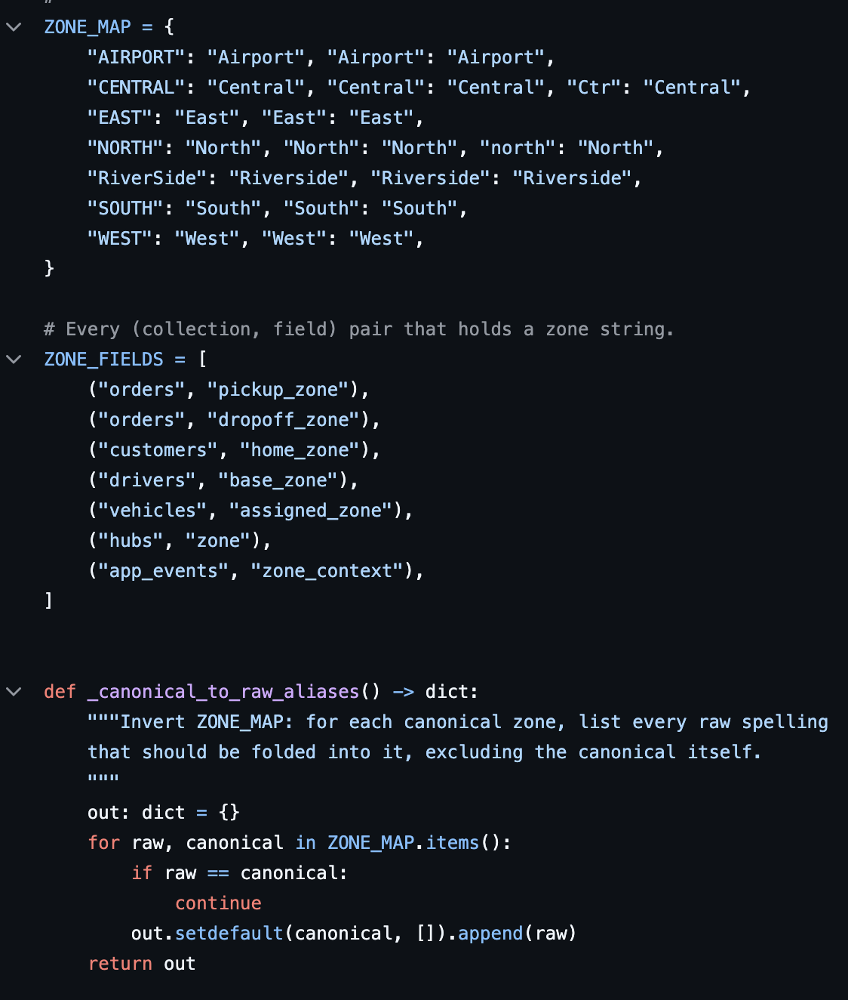 #
ZONE_MAP = {
    "AIRPORT": "Airport", "Airport": "Airport",
    "CENTRAL": "Central", "Central": "Central", "Ctr": "Central",
    "EAST": "East", "East": "East",
    "NORTH": "North", "North": "North", "north": "North",
    "RiverSide": "Riverside", "Riverside": "Riverside",
    "SOUTH": "South", "South": "South",
    "WEST": "West", "West": "West",
}
# Every (collection, field) pair that holds a zone string.
ZONE_FIELDS = [
    ("orders", "pickup_zone"),
    ("orders", "dropoff_zone"),
    ("customers", "home_zone"),
    ("drivers", "base_zone"),
    ("vehicles", "assigned_zone"),
    ("hubs", "zone"),
    ("app_events", "zone_context"),
]
def _canonical_to_raw_aliases() -> dict:
    """Invert ZONE_MAP: for each canonical zone, list every raw spelling
    that should be folded into it, excluding the canonical itself.
    """
    out: dict = {}
    for raw, canonical in ZONE_MAP.items():
        if raw == canonical:
            continue
        out.setdefault(canonical, []).append(raw)
    return out